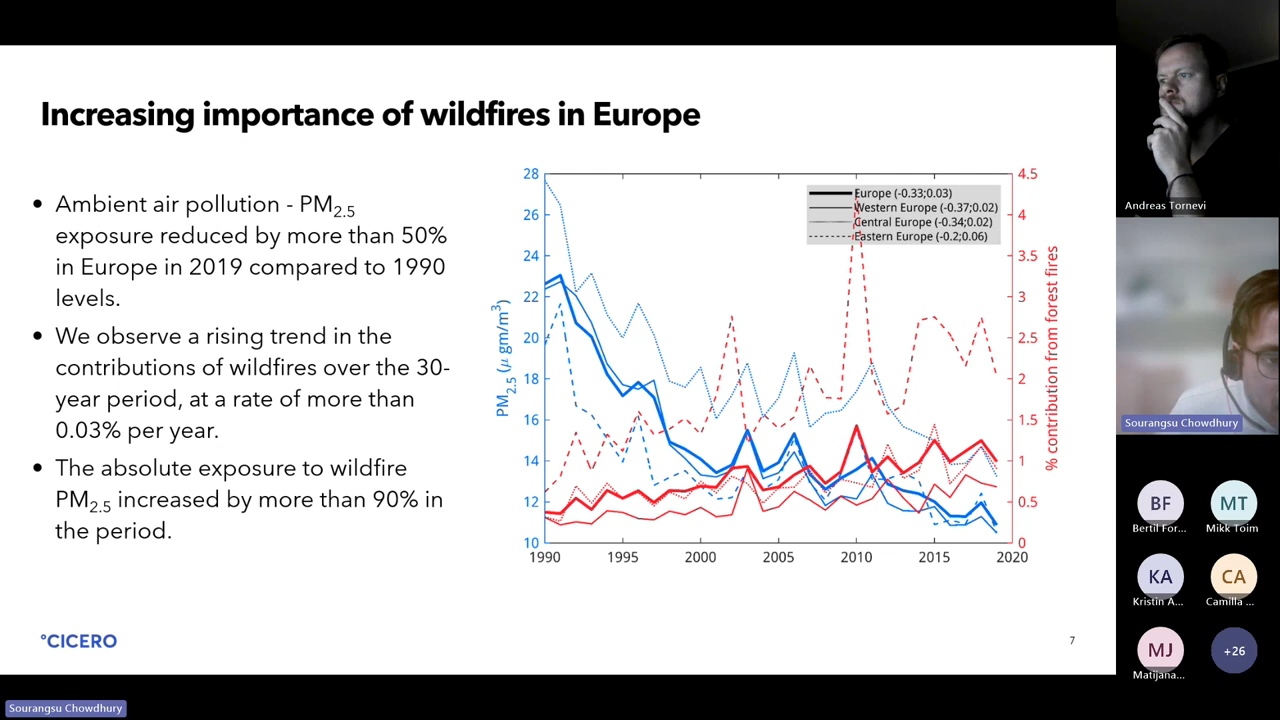 Increasing importance of wildfires in Europe
• Ambient air pollution - PM2.5
exposure reduced by more than 50%
in Europe in 2019 compared to 1990
levels.
• We observe a rising trend in the
contributions of wildfires over the 30-
year period, at a rate of more than
0.03% per year.
• The absolute exposure to wildfire
PM2.5 increased by more than 90% in
the period.
28
26
24
22
20
18
16
14
12
10
PM2.5 (μ gm/m³)
Europe (-0.33;0.03)
Western Europe (-0.37;0.02)
Central Europe (-0.34;0.02)
Eastern Europe (-0.2;0.06)
4.5
4
3.5
3
2.5
2
1.5
1
0.5
0
% contribution from forest fires
1990 1995 2000 2005 2010 2015 2020
°CICERO
7
Andreas Tornevi
Sourangsu Chowdhury
BF MT
Bertil For... Mikk Toim
KA CA
Kristin A... Camilla ...
MJ +26
Matijana...
Sourangsu Chowdhury